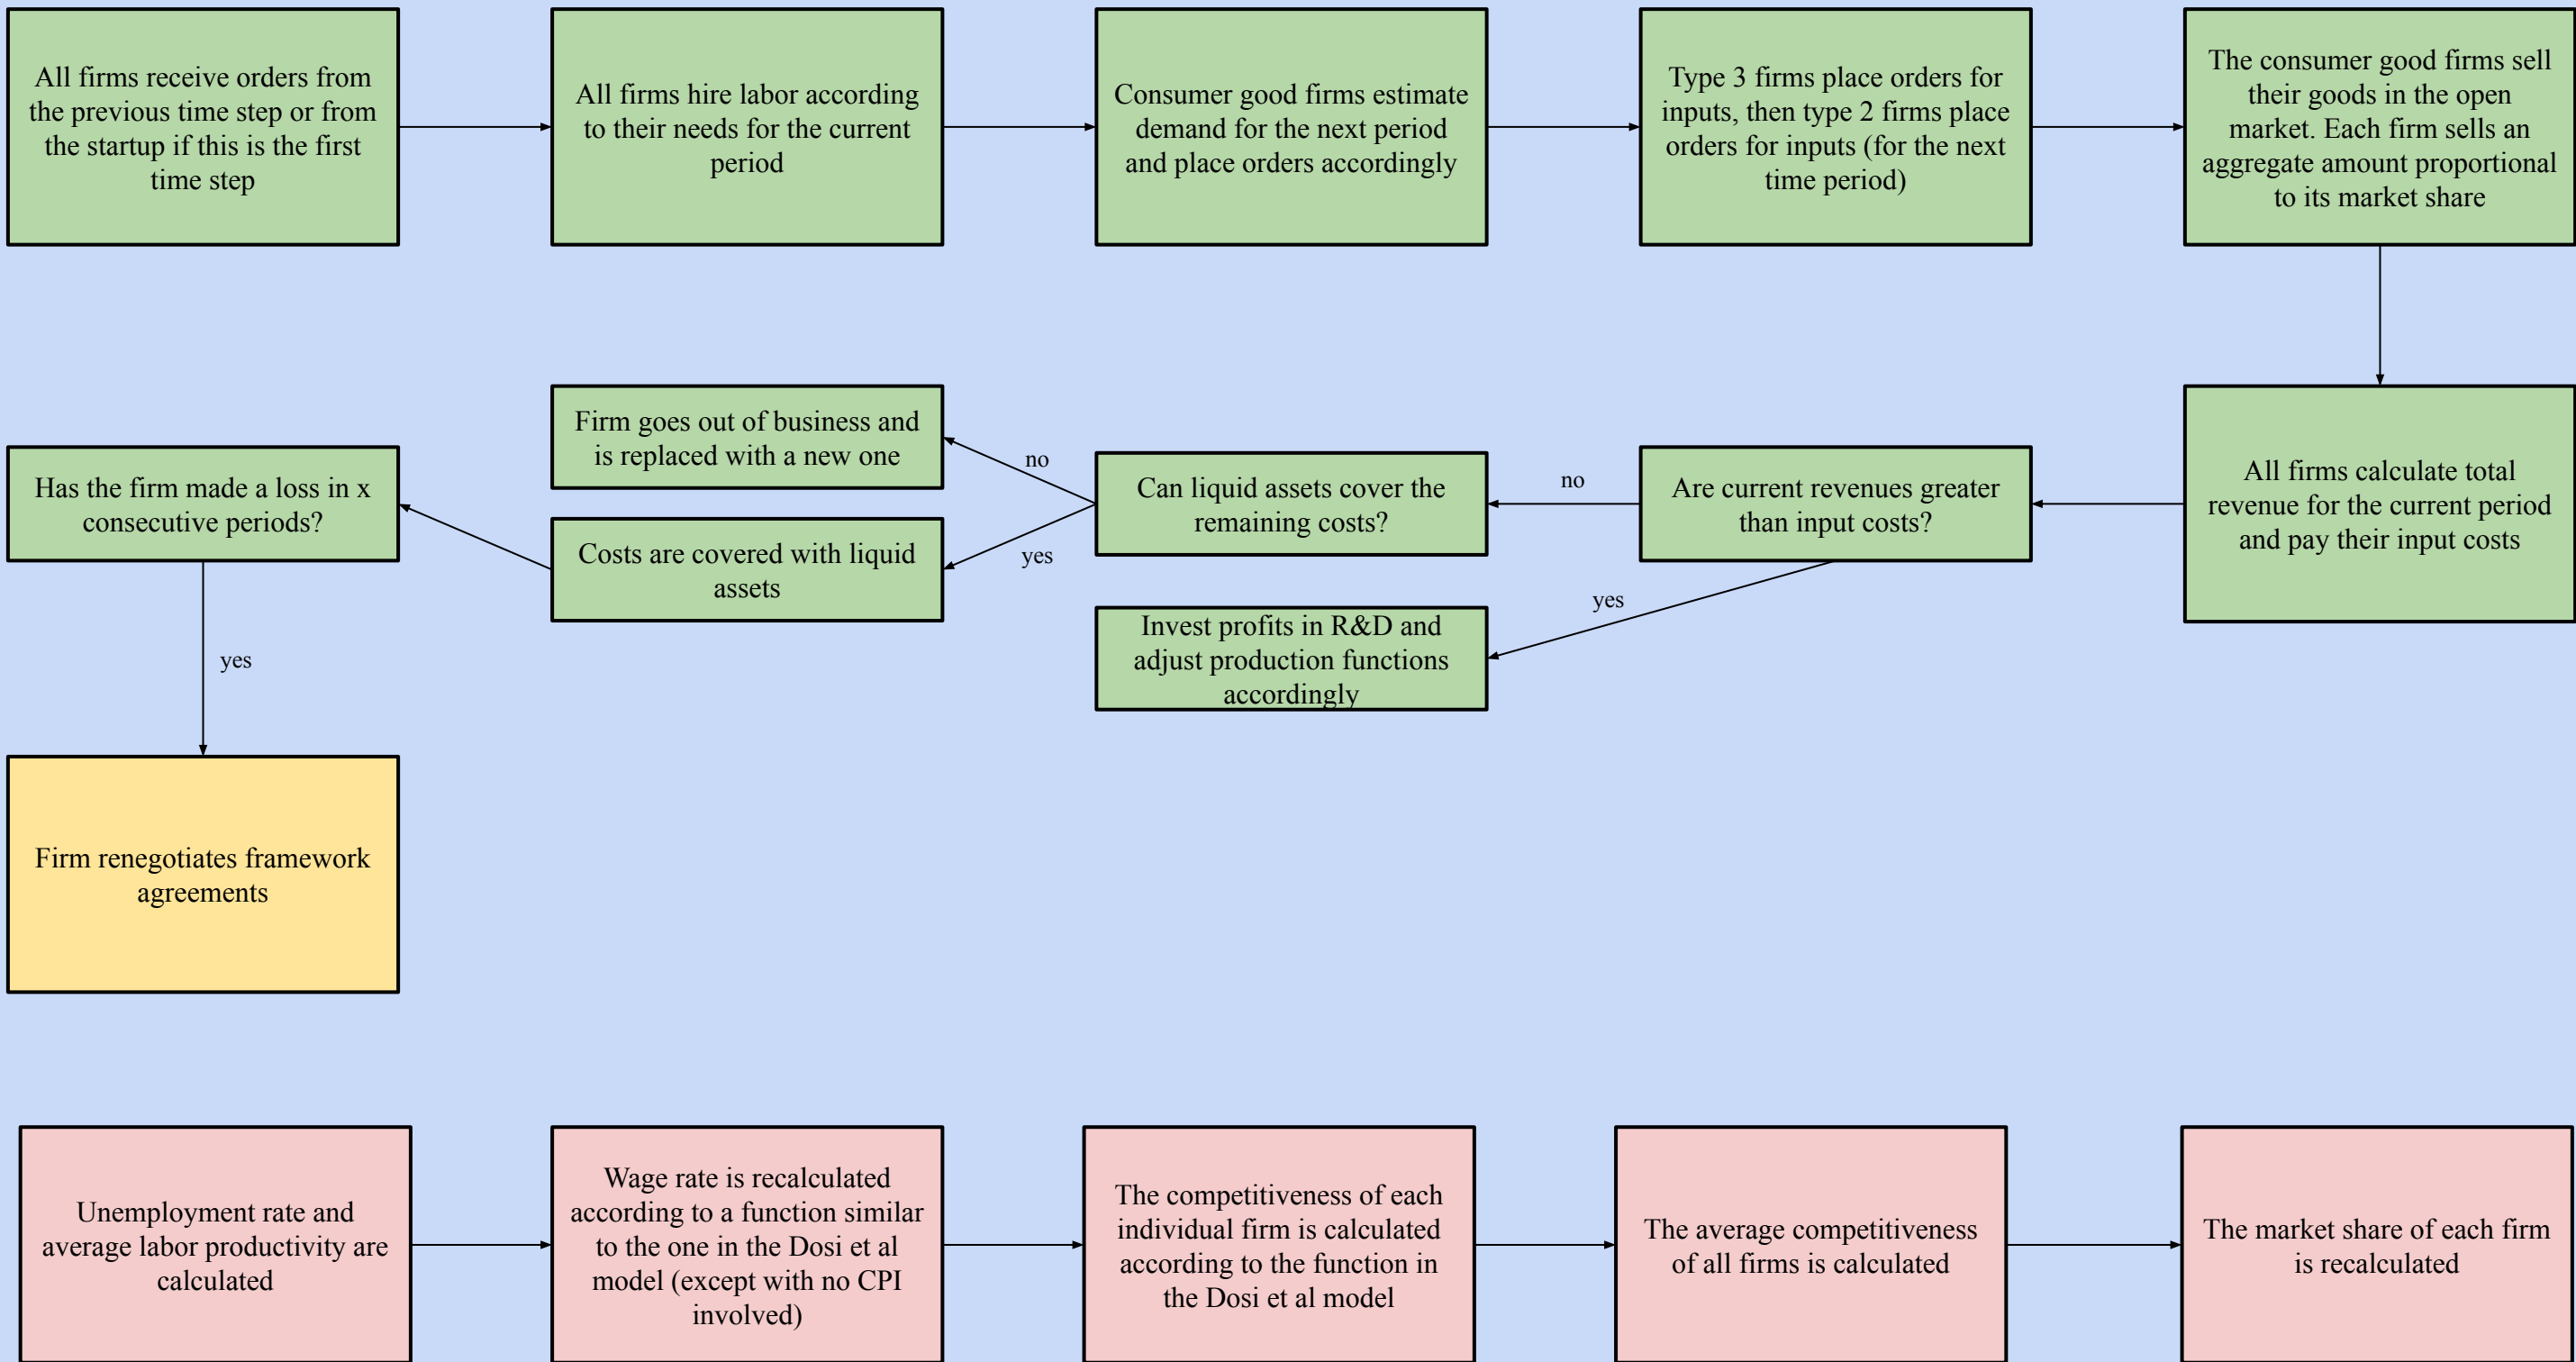 All firms receive orders from
the previous time step or from
the startup if this is the first
time step
All firms hire labor according
to their needs for the current
period
Consumer good firms estimate
demand for the next period
and place orders accordingly
Type 3 firms place orders for
inputs, then type 2 firms place
orders for inputs (for the next
time period)
The consumer good firms sell
their goods in the open
market. Each firm sells an
aggregate amount proportional
to its market share
All firms calculate total
revenue for the current period
and pay their input costs
Are current revenues greater
than input costs?
no
yes
Can liquid assets cover the
remaining costs?
Invest profits in R&D and
adjust production functions
accordingly
no
yes
Firm goes out of business and
is replaced with a new one
Costs are covered with liquid
assets
Has the firm made a loss in x
consecutive periods?
yes
Firm renegotiates framework
agreements
Unemployment rate and
average labor productivity are
calculated
Wage rate is recalculated
according to a function similar
to the one in the Dosi et al
model (except with no CPI
involved)
The competitiveness of each
individual firm is calculated
according to the function in
the Dosi et al model
The average competitiveness
of all firms is calculated
The market share of each firm
is recalculated